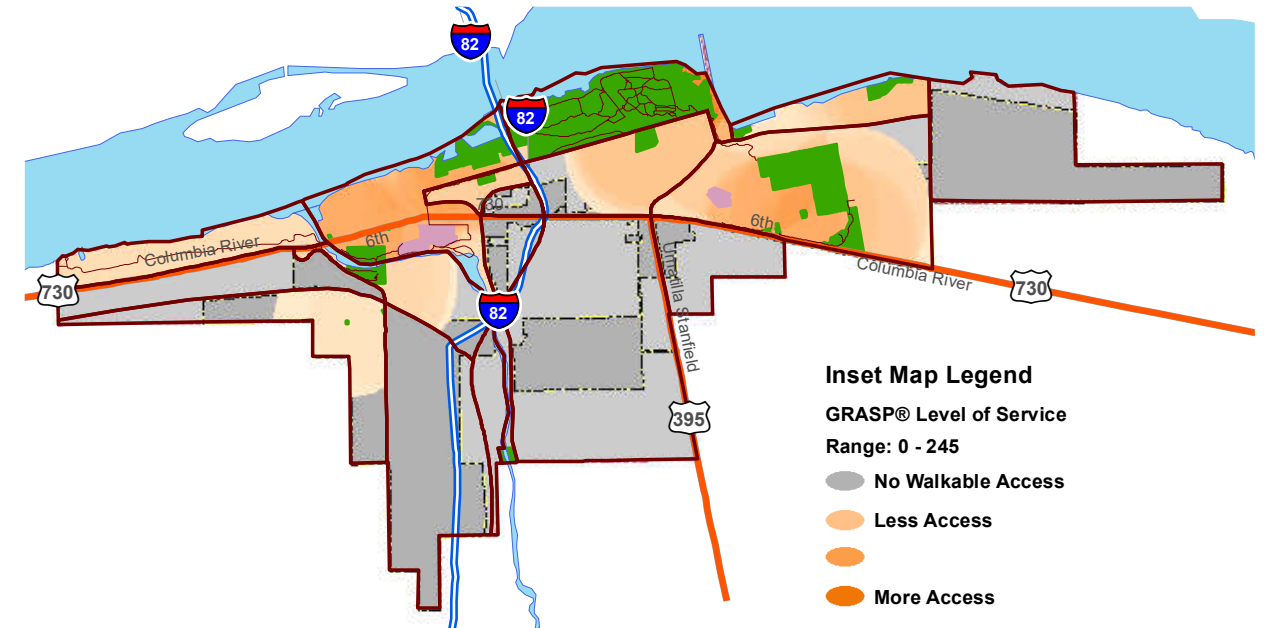 82
82
730
6th
6th
Columbia River
Columbia River
730
730
82
Umatilla Stanfield
395
Inset Map Legend
GRASP® Level of Service
Range: 0 - 245
No Walkable Access
Less Access
More Access